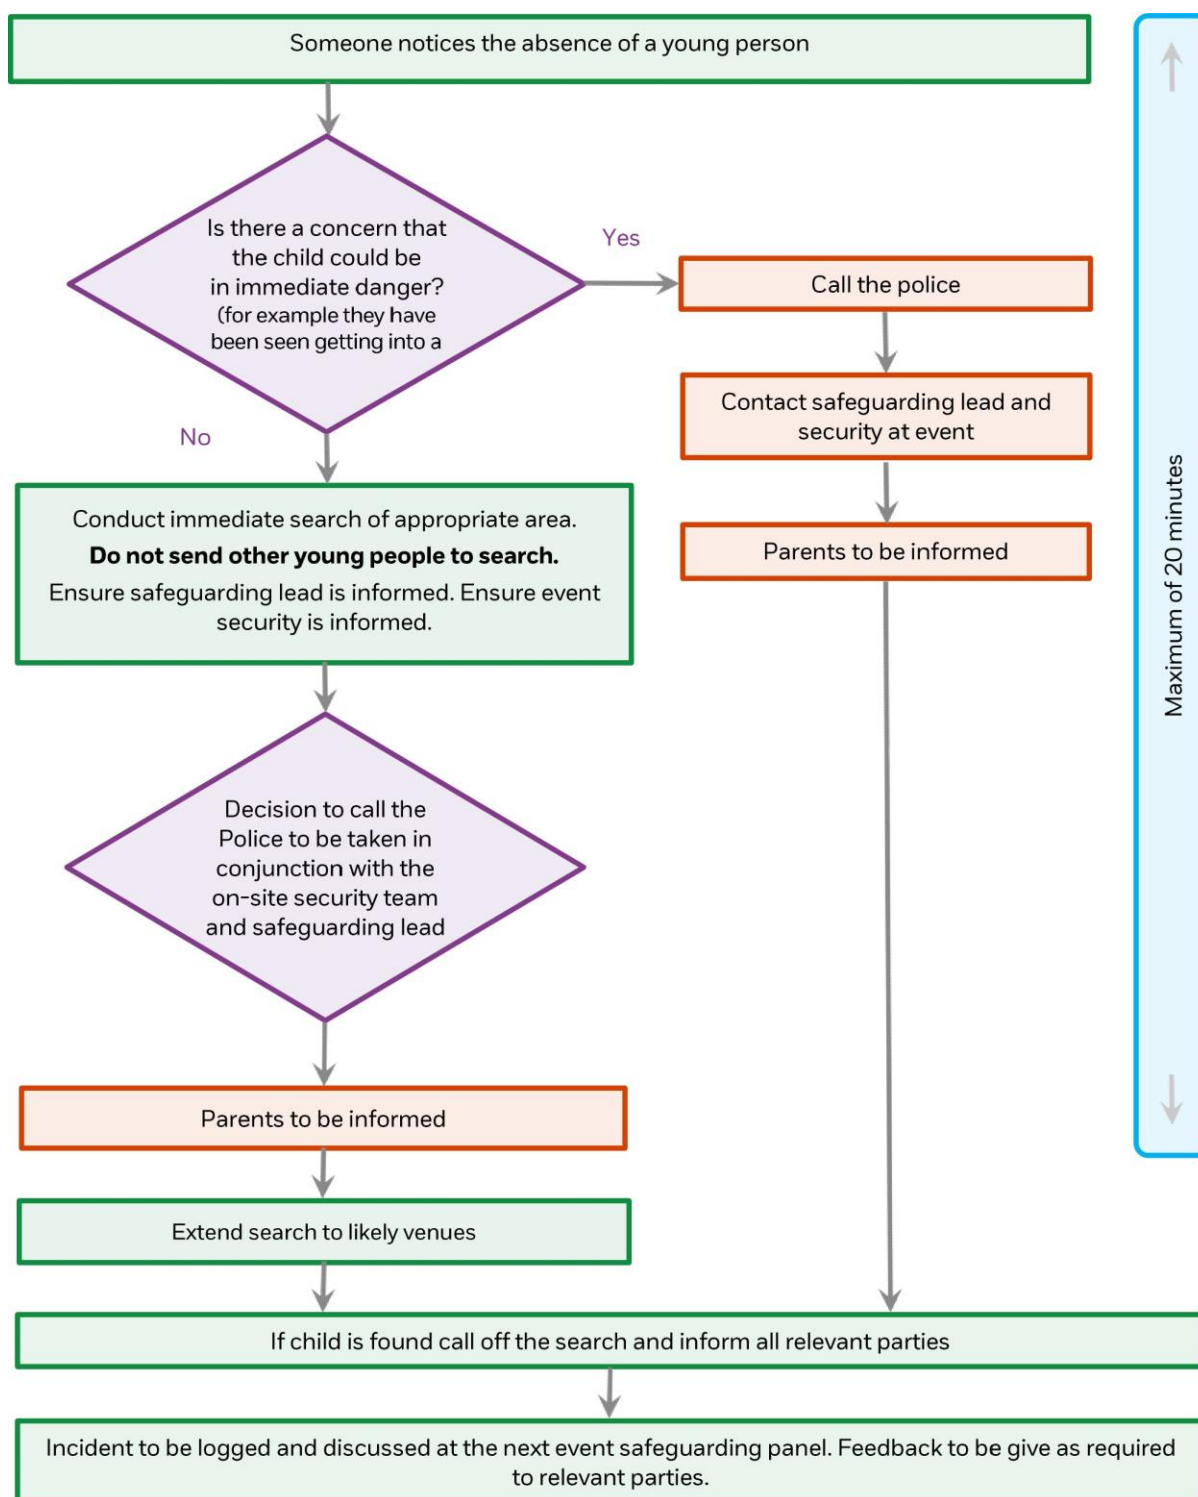 Someone notices the absence of a young person
Is there a concern that
the child could be
in immediate danger?
(for example they have
been seen getting into a
Yes
Call the police
Contact safeguarding lead and
security at event
Parents to be informed
No
Conduct immediate search of appropriate area.
Do not send other young people to search.
Ensure safeguarding lead is informed. Ensure event
security is informed.
Decision to call the
Police to be taken in
conjunction with the
on-site security team
and safeguarding lead
Parents to be informed
Extend search to likely venues
Maximum of 20 minutes
If child is found call off the search and inform all relevant parties
Incident to be logged and discussed at the next event safeguarding panel. Feedback to be give as required
to relevant parties.